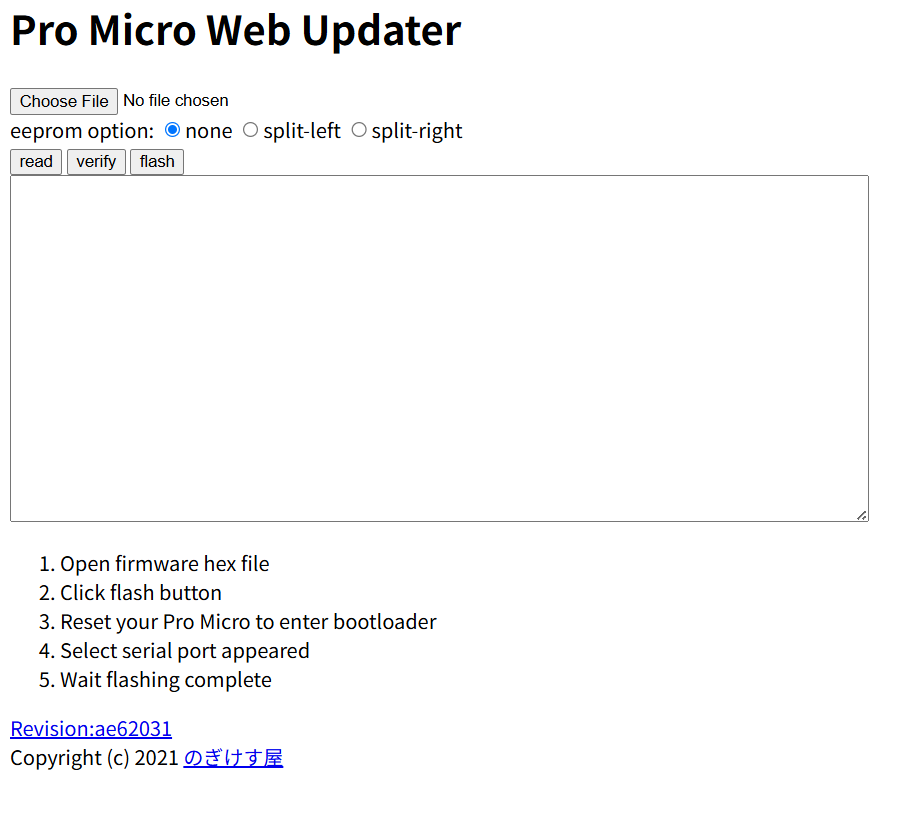 Pro Micro Web Updater
Choose File No file chosen
eeprom option: none split-left split-right
read verify flash
1. Open firmware hex file
2. Click flash button
3. Reset your Pro Micro to enter bootloader
4. Select serial port appeared
5. Wait flashing complete
Revision:ae62031
Copyright (c) 2021 のぎけす屋